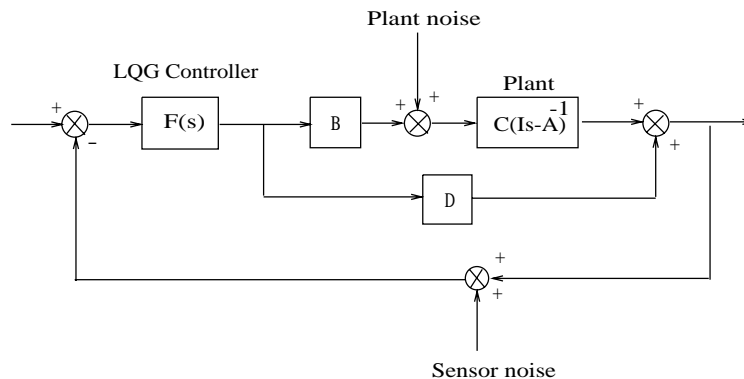 Plant noise
LQG Controller
Plant
+
+
+
-1
+
F(s)
B
C(Is-A)
-
+
D
+
+
Sensor noise